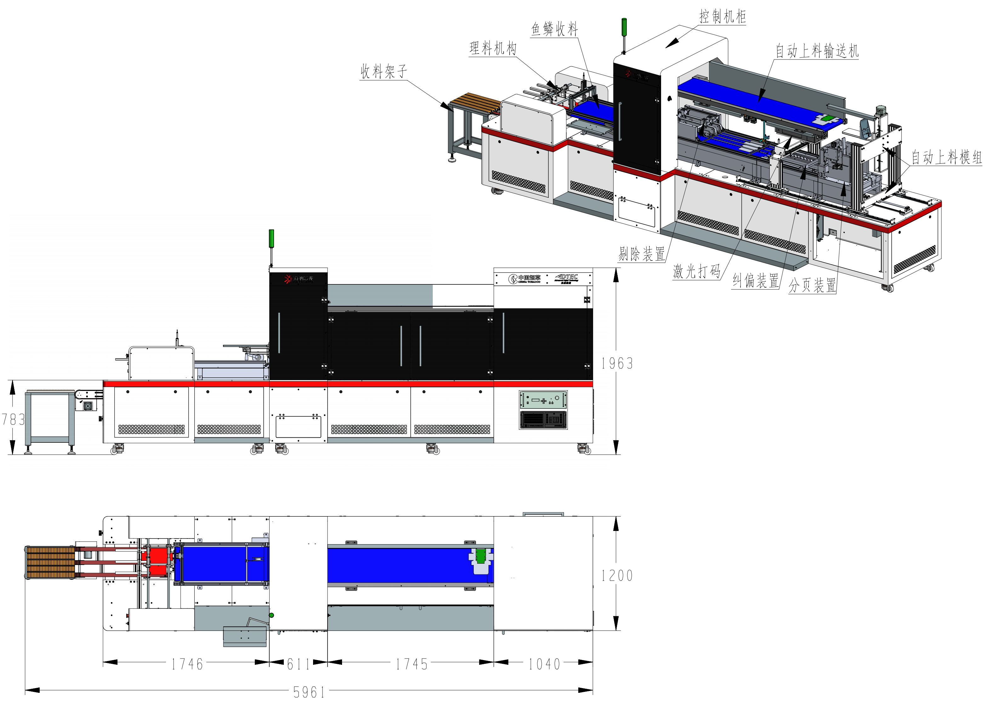 控制机柜
鱼鳞收料
理料机构
自动上料输送机
收料架子
自动上料模组
剔除装置
激光打码
纠偏装置
分页装置
中国烟草
CHINA TOBACCO
ADTEC
Advanced Digital Technology
1963
783
1200
1746
611
1745
1040
5961